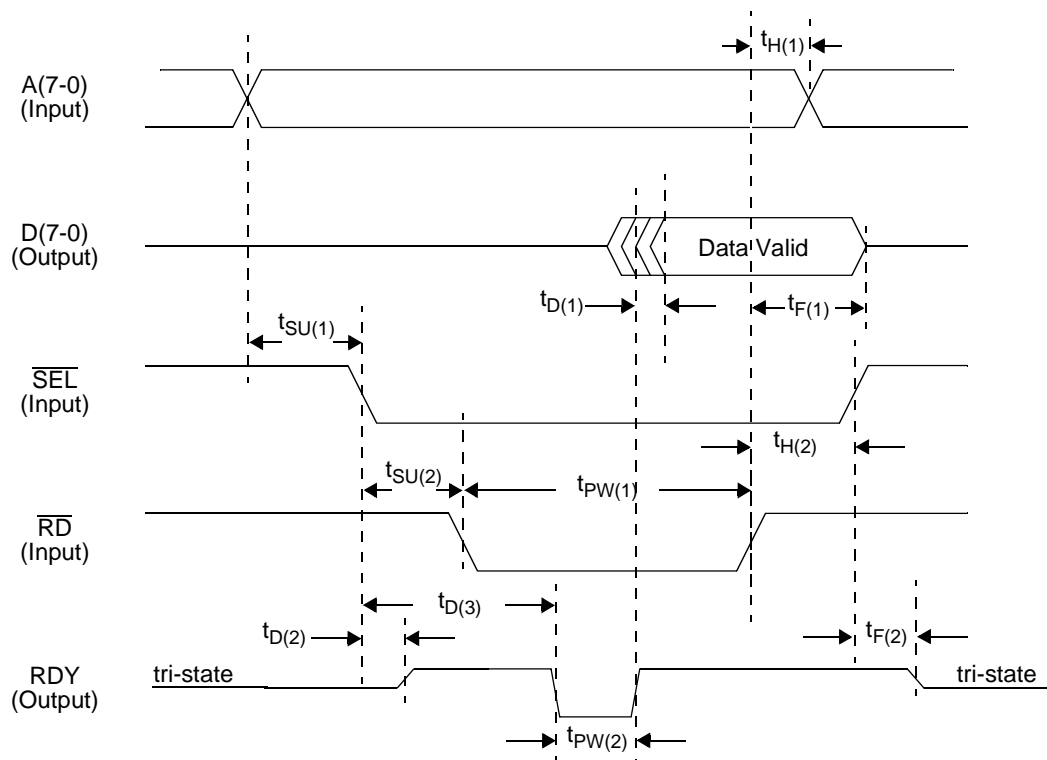 tH(1)
A(7-0)
(Input)
D(7-0)
(Output)
Data Valid
tD(1)
tF(1)
tSU(1)
SEL
(Input)
tH(2)
tSU(2)
tPW(1)
RD
(Input)
tD(3)
tD(2)
tF(2)
RDY
(Output)
tri-state
tri-state
tPW(2)